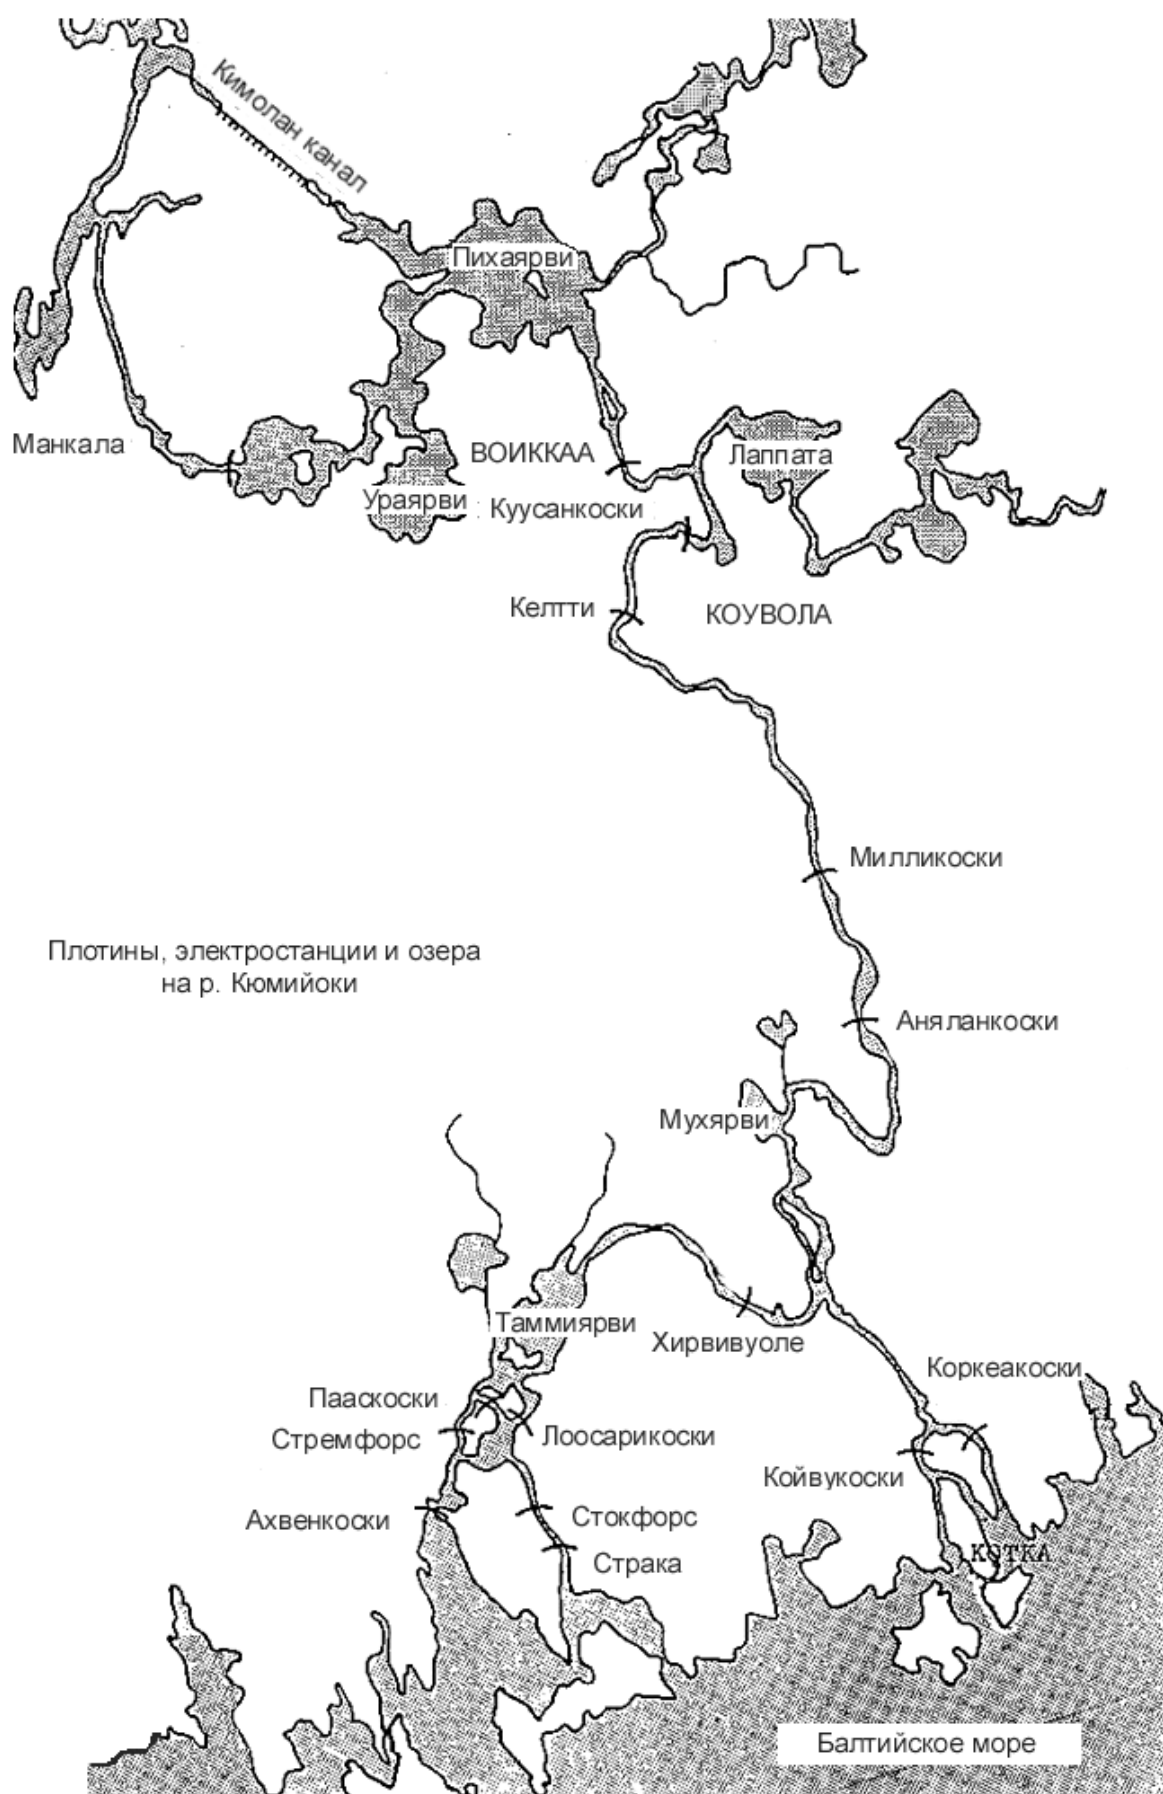 Кимолан канал
Пихаярви
Манкала
ВОИККАА
Лаппата
Ураярви
Куусанкоски
Келтти
КОУВОЛА
Милликоски
Плотины, электростанции и озера
на р. Кюмийоки
Аняланкоски
Мухярви
Таммиярви
Хирвивуоле
Коркеакоски
Пааскоски
Стремфорс
Лоосарикоски
Койвукоски
Ахвенкоски
Стокфорс
КОТКА
Страка
Балтийское море